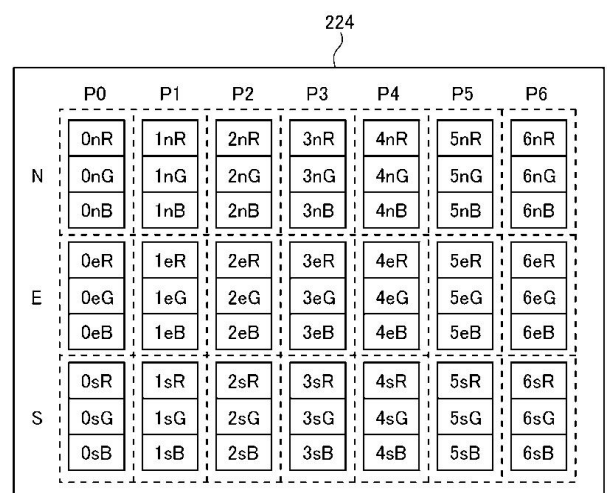 224
P0 P1 P2 P3 P4 P5 P6
0nR 1nR 2nR 3nR 4nR 5nR 6nR
N 0nG 1nG 2nG 3nG 4nG 5nG 6nG
0nB 1nB 2nB 3nB 4nB 5nB 6nB
0eR 1eR 2eR 3eR 4eR 5eR 6eR
E 0eG 1eG 2eG 3eG 4eG 5eG 6eG
0eB 1eB 2eB 3eB 4eB 5eB 6eB
0sR 1sR 2sR 3sR 4sR 5sR 6sR
S 0sG 1sG 2sG 3sG 4sG 5sG 6sG
0sB 1sB 2sB 3sB 4sB 5sB 6sB